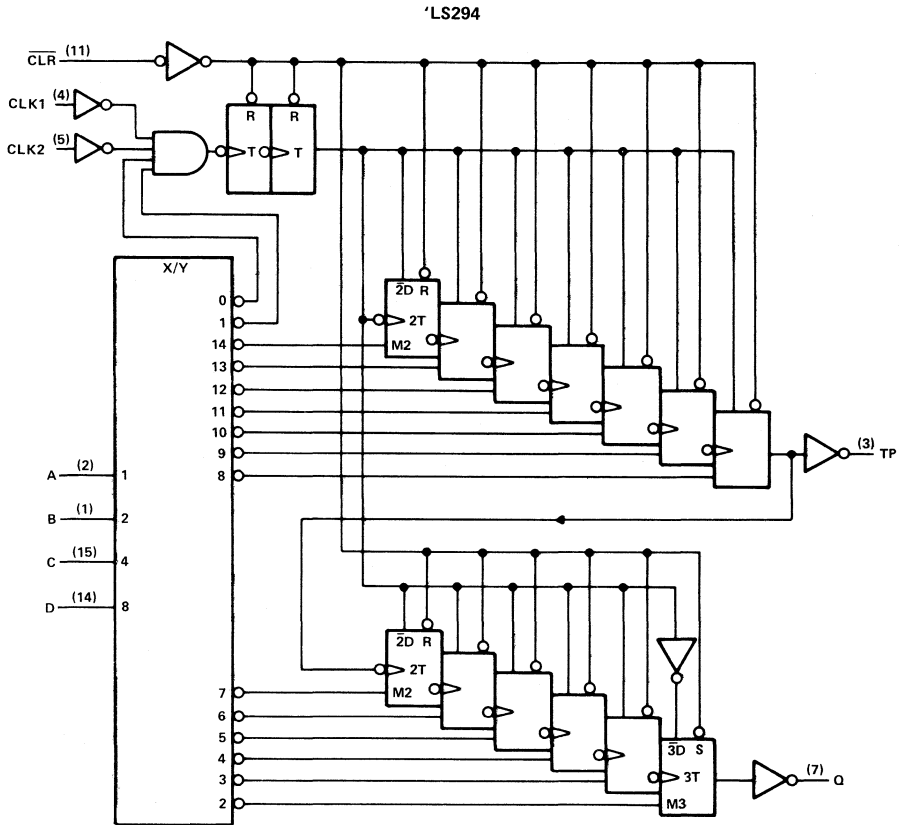 'LS294
CLR (11)
CLK1 (4)
CLK2 (5)
R R
T T
X/Y
0
1
14
13
12
11
10
9
8
2D R
2T
M2
(3) TP
A (2) 1
B (1) 2
C (15) 4
D (14) 8
2D R
2T
M2
7
6
5
4
3
2
3D S
3T
M3
(7) Q